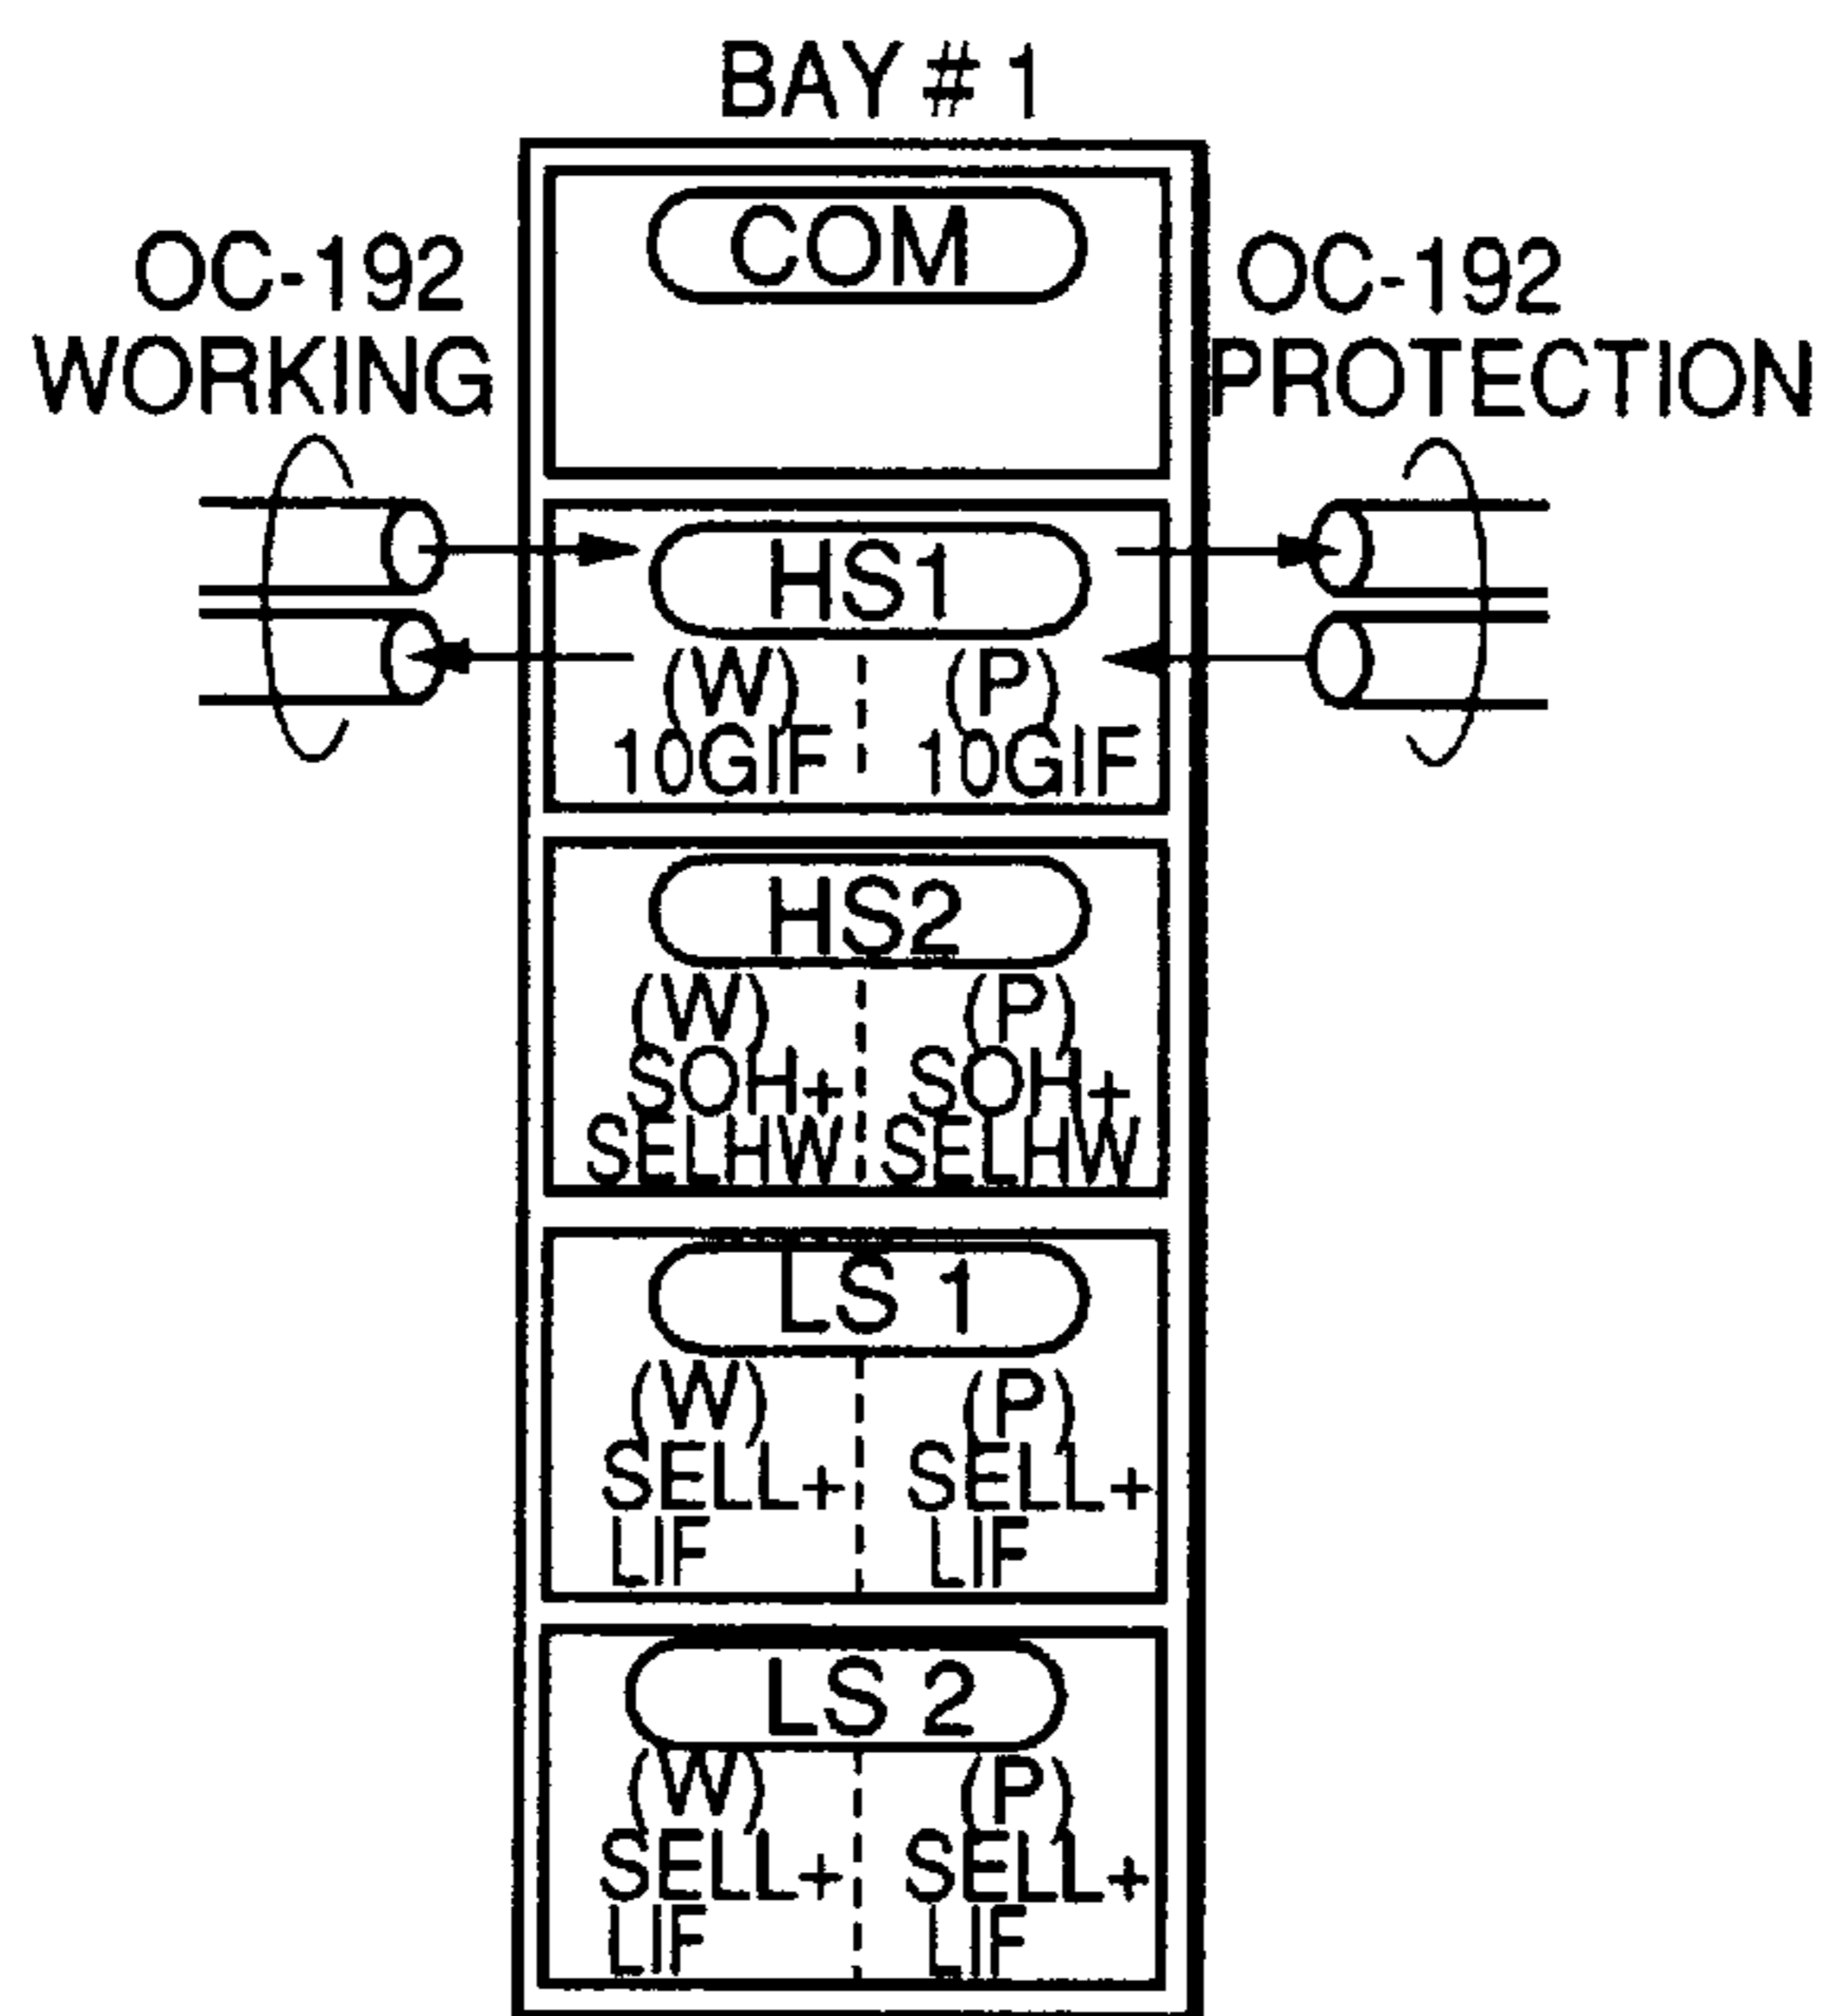 BAY # 1
COM
OC-192
WORKING
OC-192
PROTECTION
HS1
(W) (P)
10GIF 10GIF
HS2
(W) (P)
SOH+ SOH+
SELHW SELHW
LS 1
(W) (P)
SELL+ SELL+
LIF LIF
LS 2
(W) (P)
SELL+ SELL+
LIF LIF